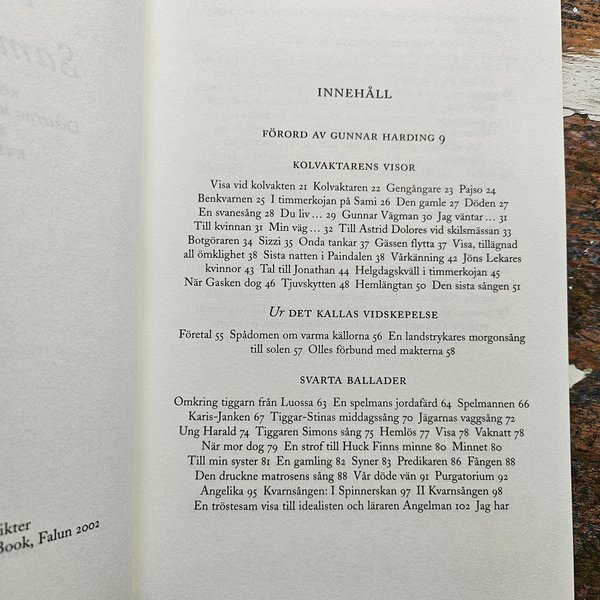 Sam
ikter
Book, Falun 2002
INNEHÅLL
FÖRORD AV GUNNAR HARDING 9
KOLVAKTARENS VISOR
Visa vid kolvakten 21 Kolvaktaren 22 Gengångare 23 Pajso 24
Benkvarnen 25 I timmerkojan på Sami 26 Den gamle 27 Döden 27
En svanesång 28 Du liv ... 29 Gunnar Vägman 30 Jag väntar ... 31
Till kvinnan 31 Min väg ... 32 Till Astrid Dolores vid skilsmässan 33
Botgöraren 34 Sizzi 35 Onda tankar 37 Gässen flytta 37 Visa, tillägnad
all ömklighet 38 Sista natten i Paindalen 38 Vårkänning 42 Jöns Lekares
kvinnor 43 Tal till Jonathan 44 Helgdagskväll i timmerkojan 45
När Gasken dog 46 Tjuvskytten 48 Hemlängtan 50 Den sista sången 51
Ur DET KALLAS VIDSKEPELSE
Företal 55 Spådomen om varma källorna 56 En landstrykares morgonsång
till solen 57 Olles förbund med makterna 58
SVARTA BALLADER
Omkring tiggarn från Luossa 63 En spelmans jordafärd 64 Spelmannen 66
Karis-Janken 67 Tiggar-Stinas middagssång 70 Jägarnas vaggsång 72
Ung Harald 74 Tiggaren Simons sång 75 Hemlös 77 Visa 78 Vaknatt 78
När mor dog 79 En strof till Huck Finns minne 80 Minnet 80
Till min syster 81 En gamling 82 Syner 83 Predikaren 86 Fången 88
Den druckne matrosens sång 88 Vår döde vän 91 Purgatorium 92
Angelika 95 Kvarnsången: I Spinnerskan 97 II Kvarnsången 98
En tröstesam visa till idealisten och läraren Angelman 102 Jag har